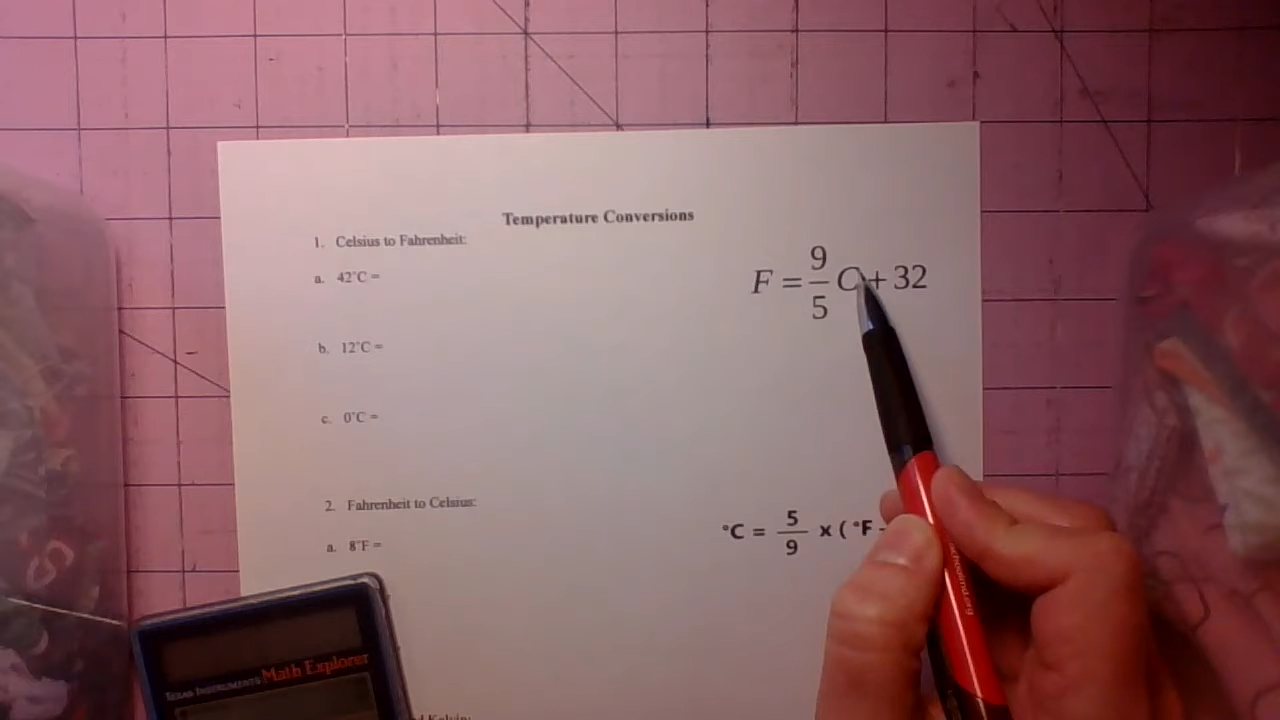 Temperature Conversions
1. Celsius to Fahrenheit:
a. 42°C =
F = 9/5 C + 32
b. 12°C =
c. 0°C =
2. Fahrenheit to Celsius:
°C = 5/9 x (°F -
a. 8°F =
TEXAS INSTRUMENTS Math Explorer
Kelvin: